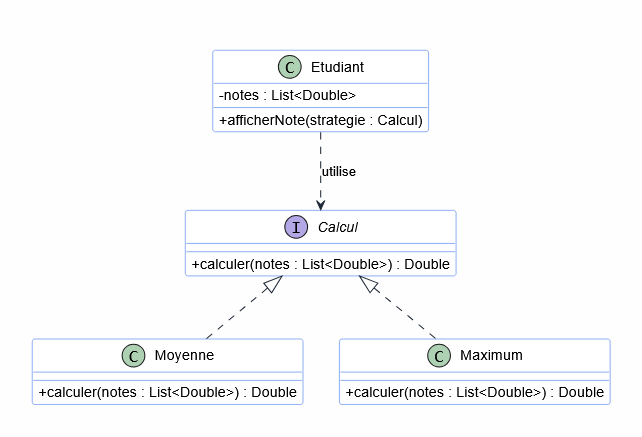 C Etudiant
-notes : List<Double>
+afficherNote(strategie : Calcul)
utilise
I Calcul
+calculer(notes : List<Double>) : Double
C Moyenne
+calculer(notes : List<Double>) : Double
C Maximum
+calculer(notes : List<Double>) : Double